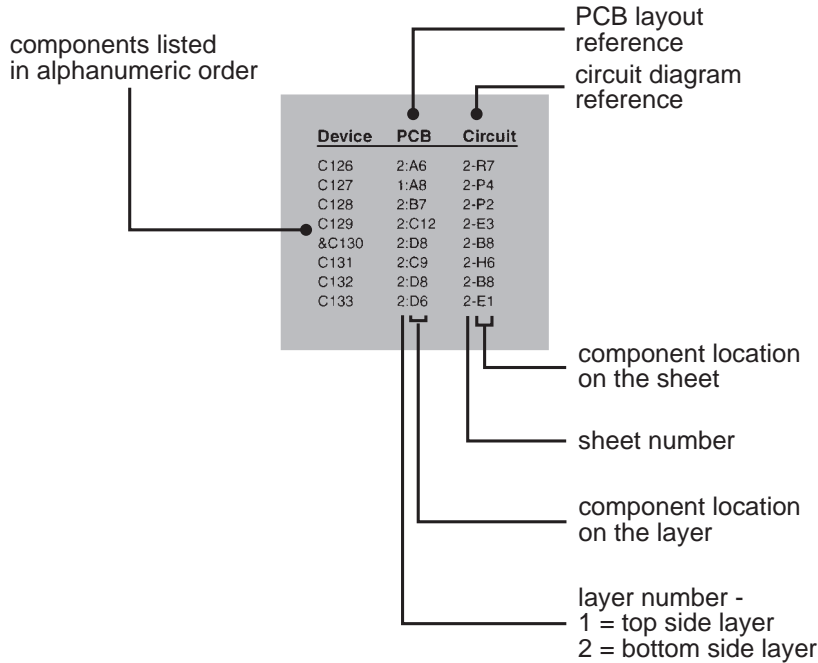 components listed
in alphanumeric order
PCB layout
reference
circuit diagram
reference
Device PCB Circuit
C126 2:A6 2-R7
C127 1:A8 2-P4
C128 2:B7 2-P2
C129 2:C12 2-E3
&C130 2:D8 2-B8
C131 2:C9 2-H6
C132 2:D8 2-B8
C133 2:D6 2-E1
component location
on the sheet
sheet number
component location
on the layer
layer number -
1 = top side layer
2 = bottom side layer